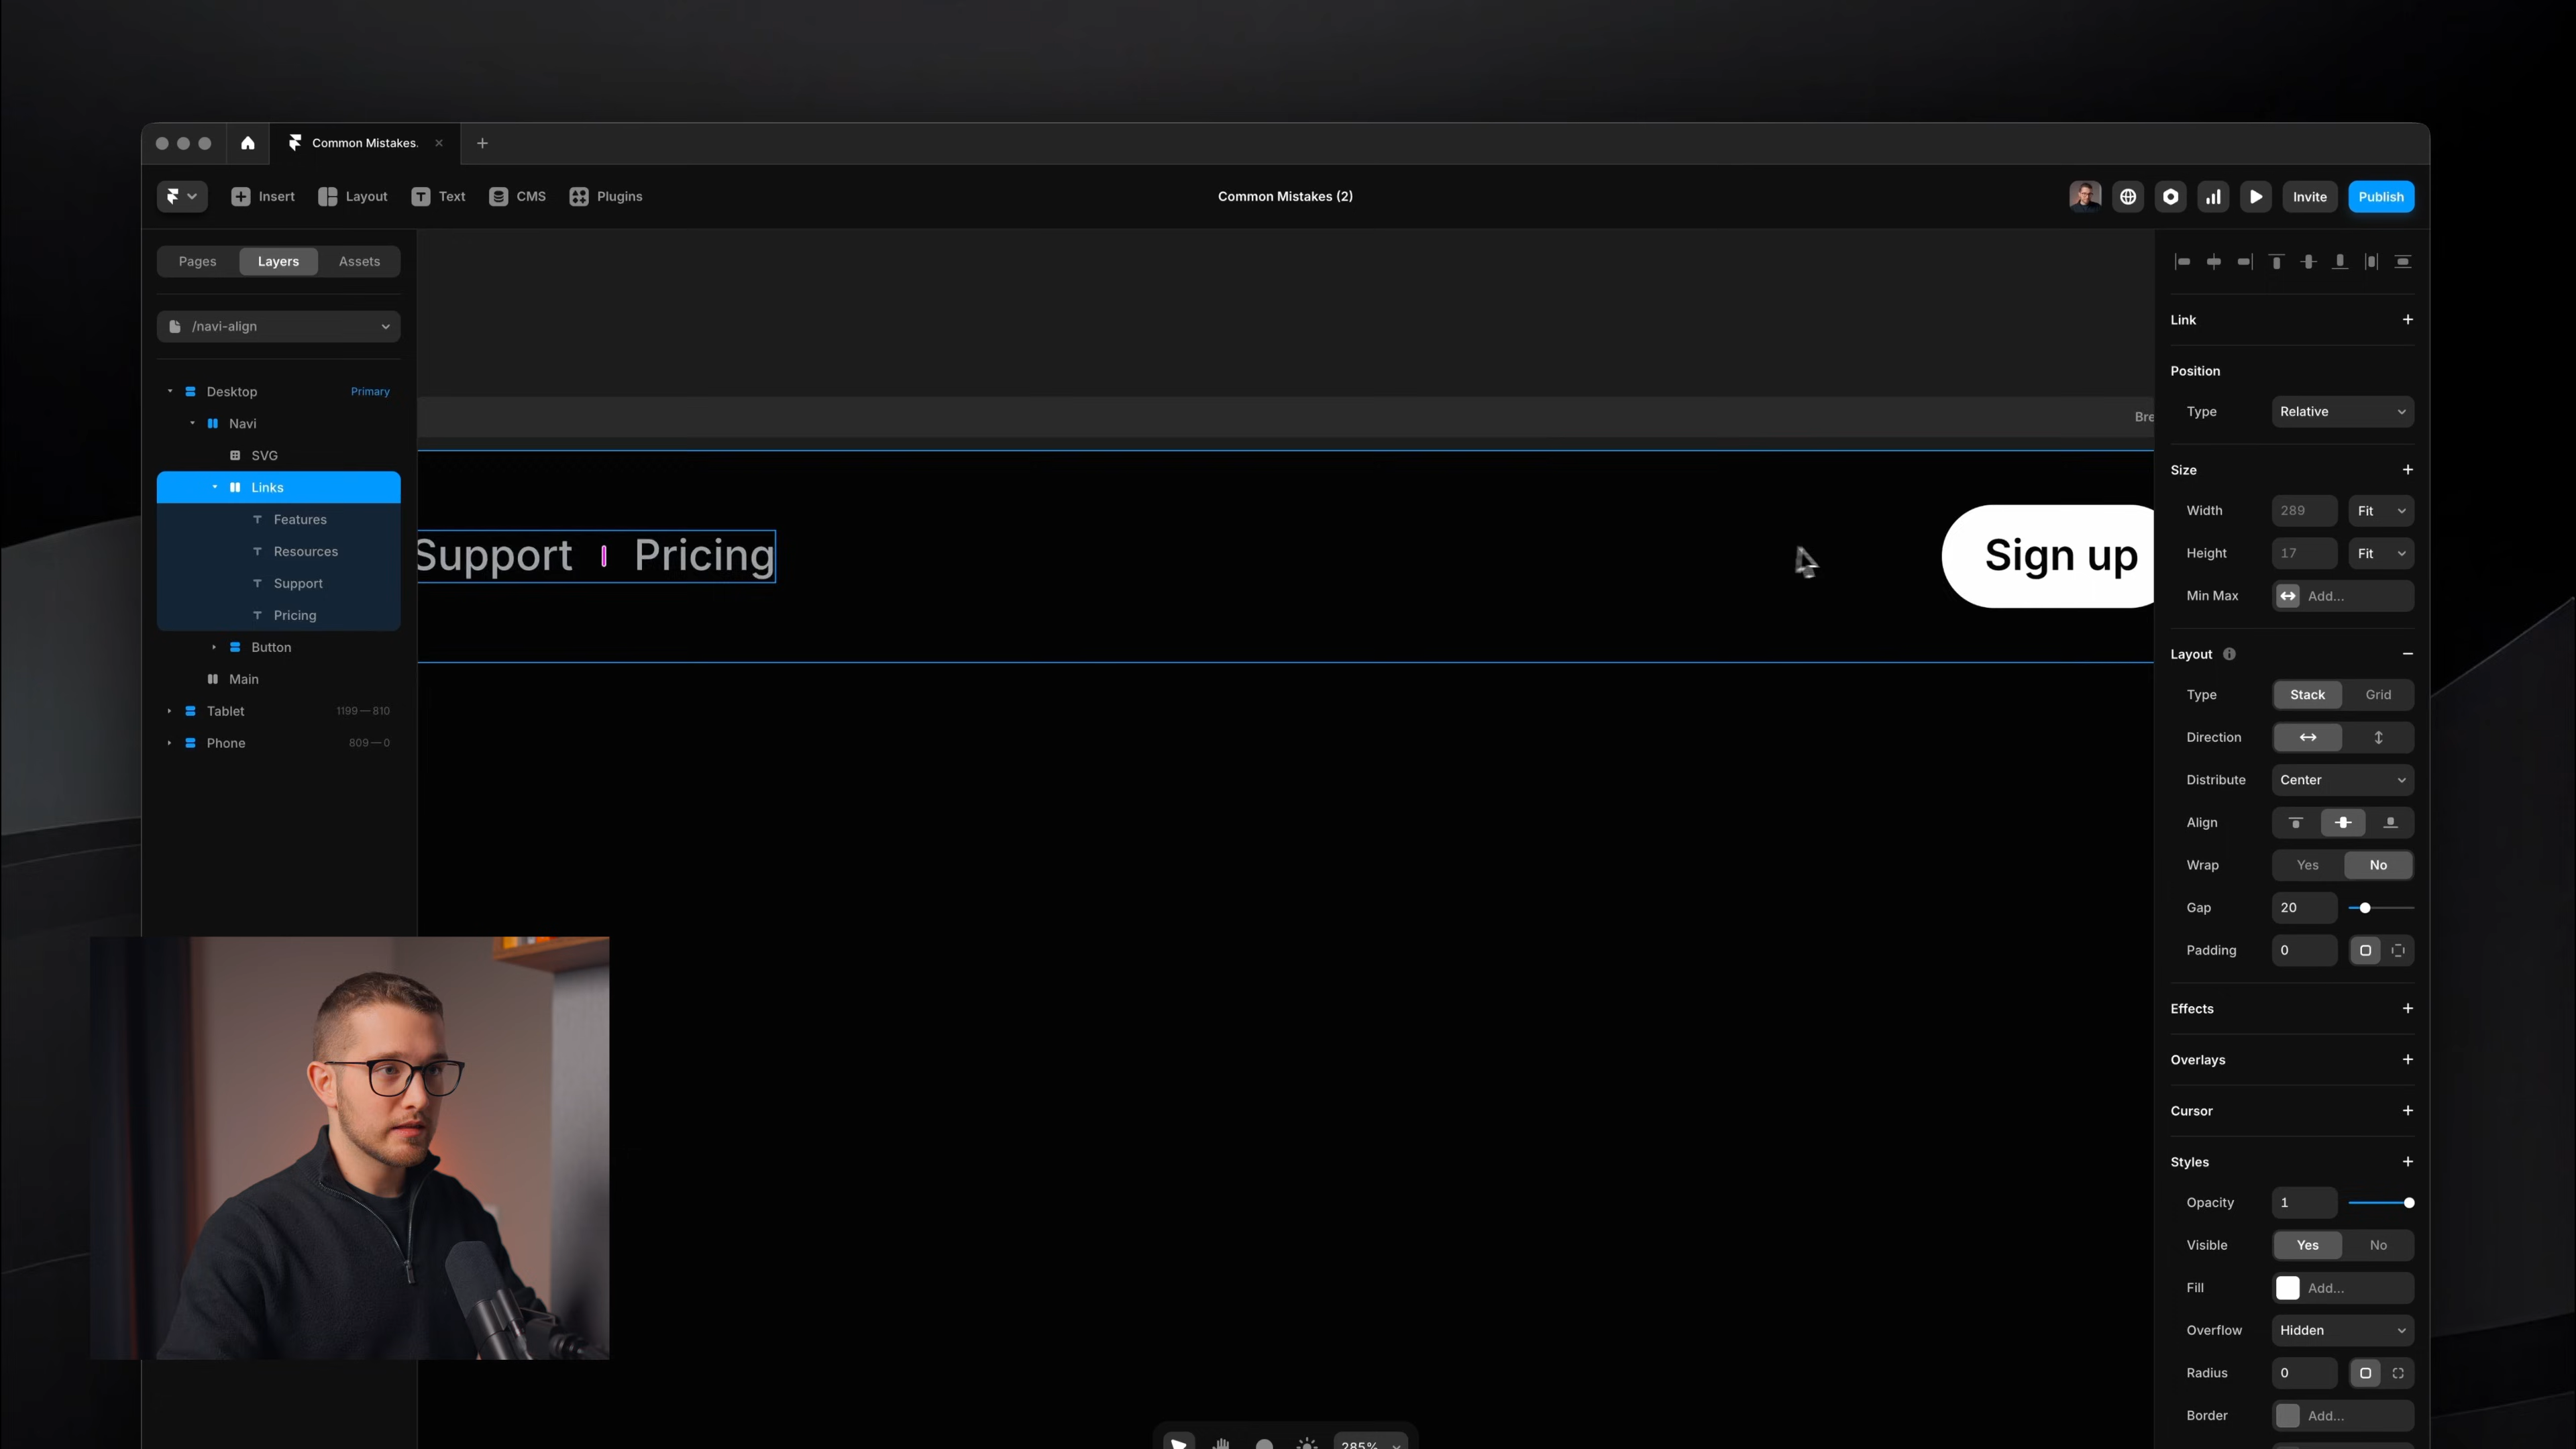 Common Mistakes.
Insert
Layout
Text
CMS
Plugins
Common Mistakes (2)
Invite
Publish
Pages
Layers
Assets
/navi-align
Desktop
Primary
Navi
SVG
Links
Features
Resources
Support
Pricing
Button
Main
Tablet
1199—810
Phone
809—0
Bre
Support
Pricing
Sign up
Link
Position
Type
Relative
Size
Width
289
Fit
Height
17
Fit
Min Max
Add...
Layout
Type
Stack
Grid
Direction
Distribute
Center
Align
Wrap
Yes
No
Gap
20
Padding
0
Effects
Overlays
Cursor
Styles
Opacity
1
Visible
Yes
No
Fill
Add...
Overflow
Hidden
Radius
0
Border
Add...
285%